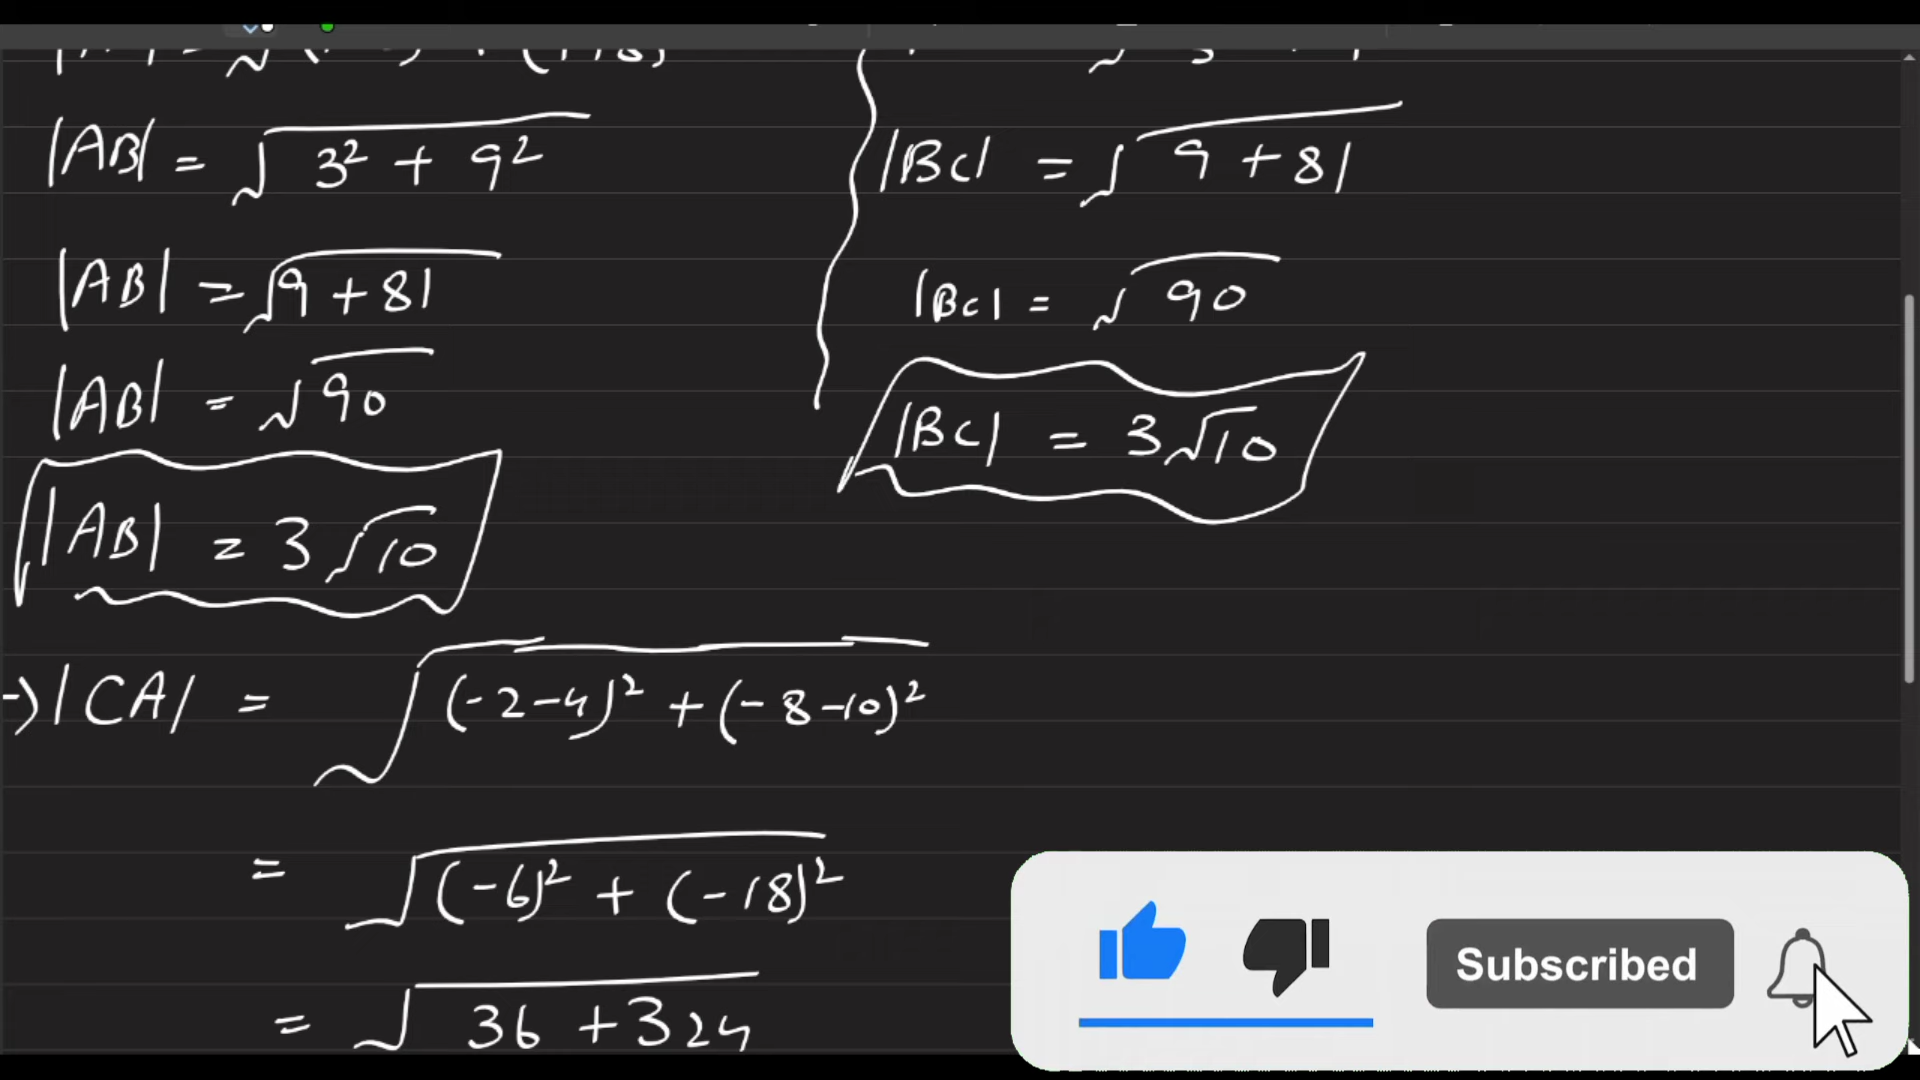 |AB| = √3² + 9²
|AB| = √9 + 81
|AB| = √90
|AB| = 3√10
|BC| = √9 + 81
|BC| = √90
|BC| = 3√10
→|CA| = √(-2-4)² + (-8-10)²
= √(-6)² + (-18)²
= √36 + 324
Subscribed